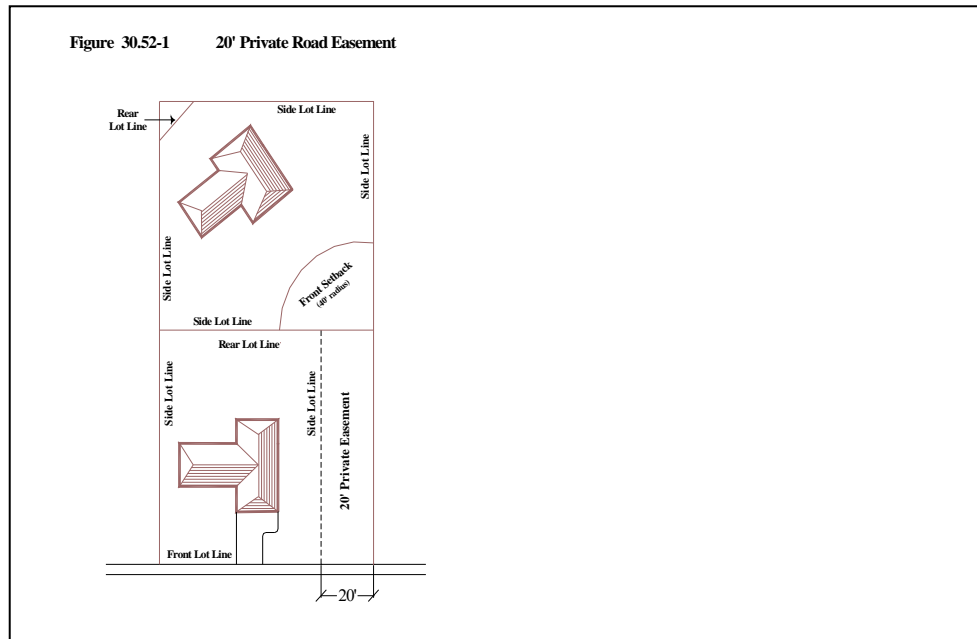 Figure 30.52-1 20' Private Road Easement
Side Lot Line
Rear
Lot Line
Side Lot Line
Side Lot Line
Front Setback
(40' radius)
Side Lot Line
Rear Lot Line
Side Lot Line
Side Lot Line
20' Private Easement
Front Lot Line
20'